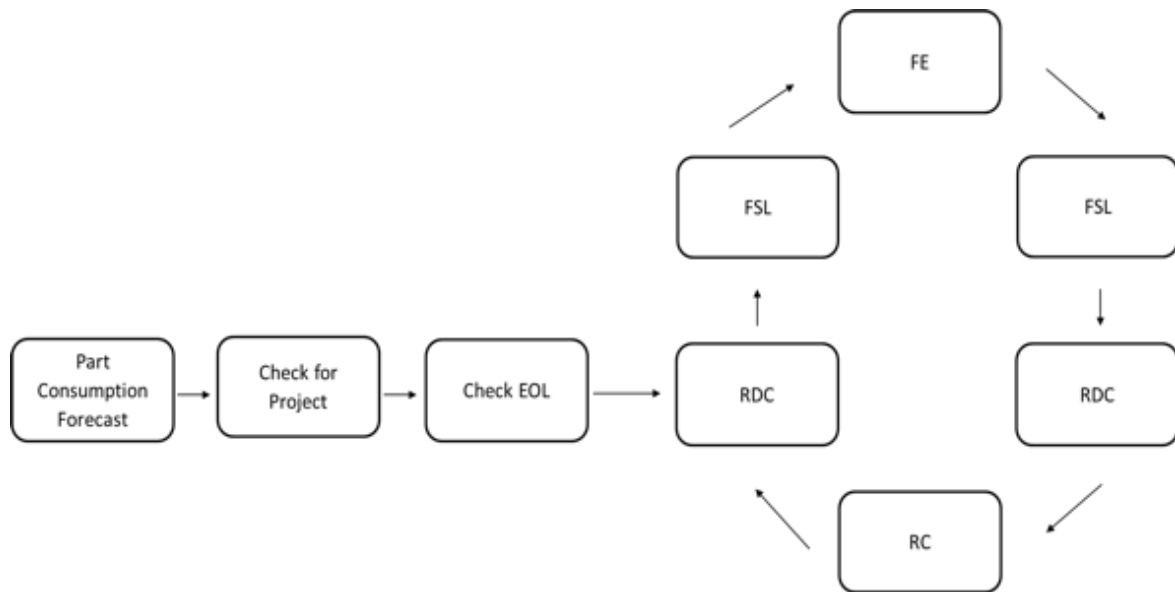 FE
FSL
FSL
Part
Consumption
Forecast
Check for
Project
Check EOL
RDC
RDC
RC